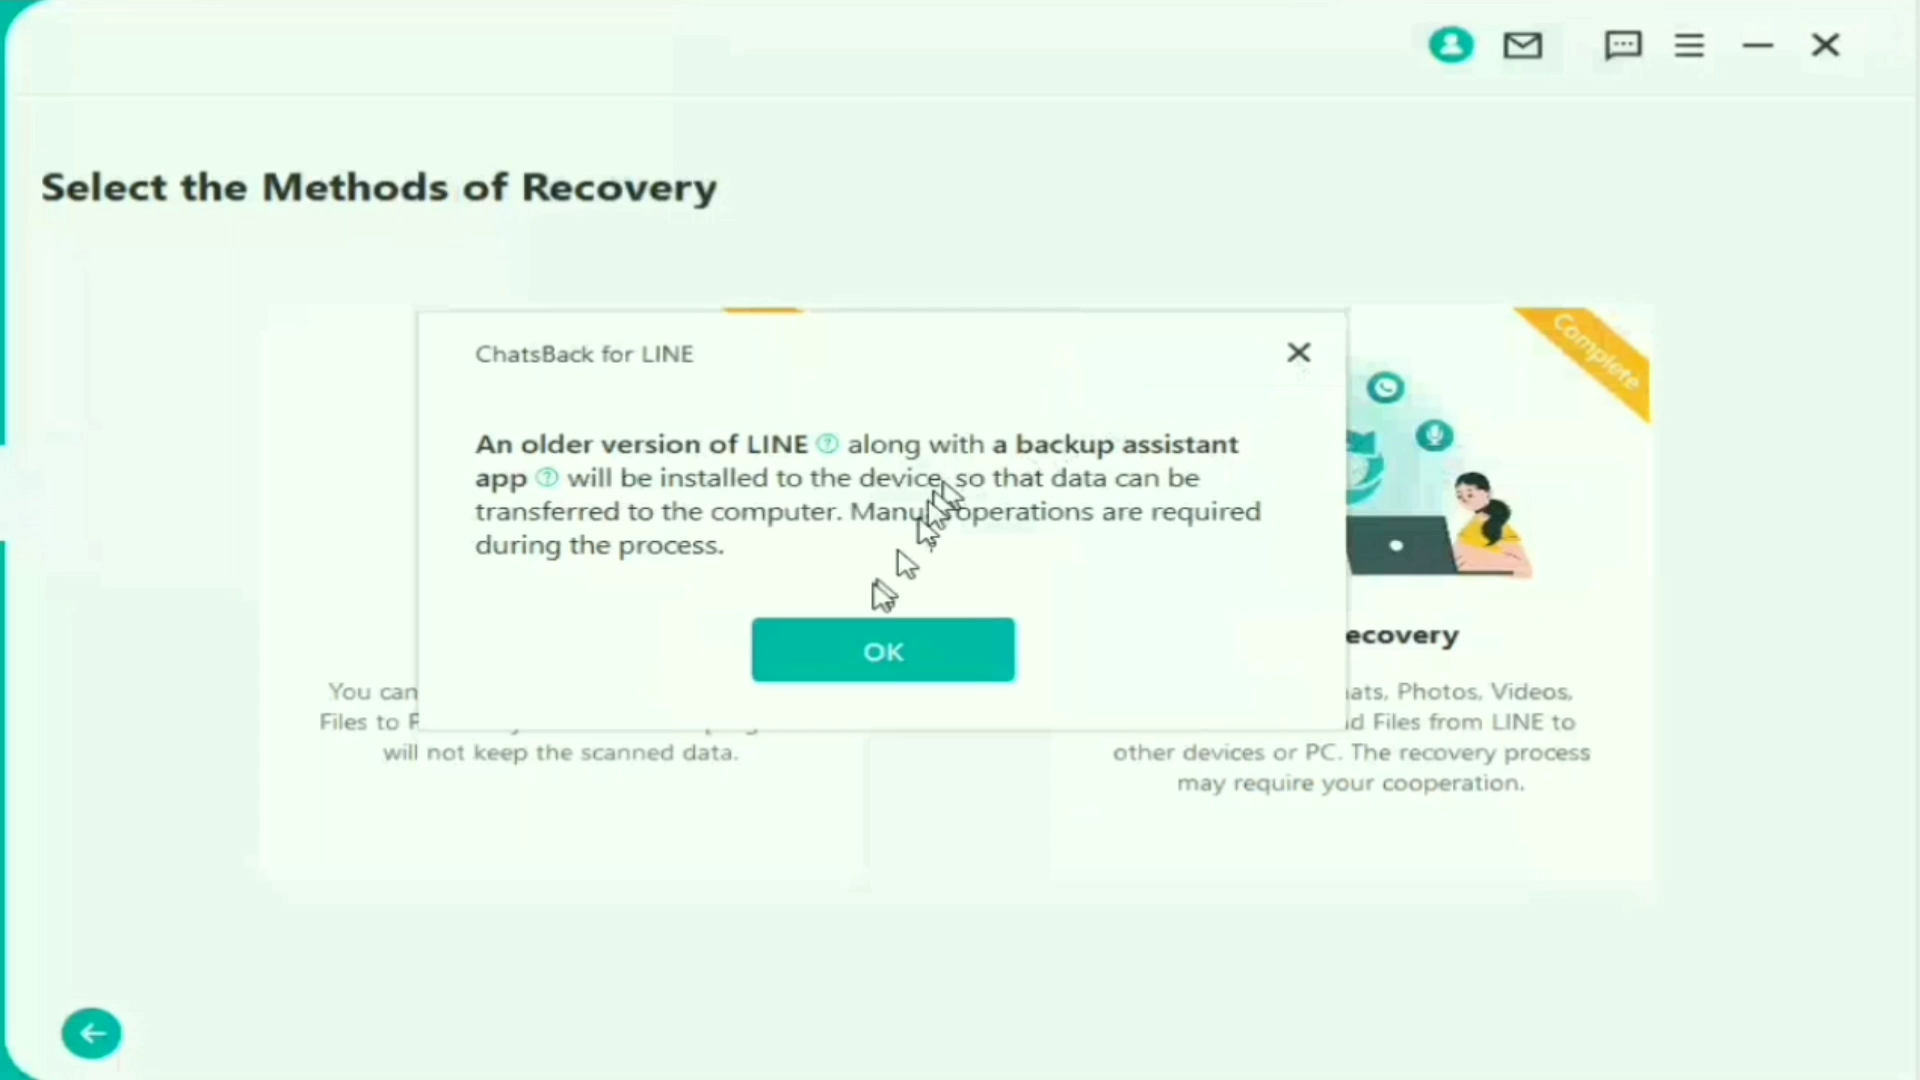 Select the Methods of Recovery
Complete
ChatsBack for LINE
An older version of LINE ? along with a backup assistant
app ? will be installed to the device, so that data can be
transferred to the computer. Manu operations are required
during the process.
OK
ecovery
You can
Files to
will not keep the scanned data.
ats, Photos, Videos,
d Files from LINE to
other devices or PC. The recovery process
may require your cooperation.